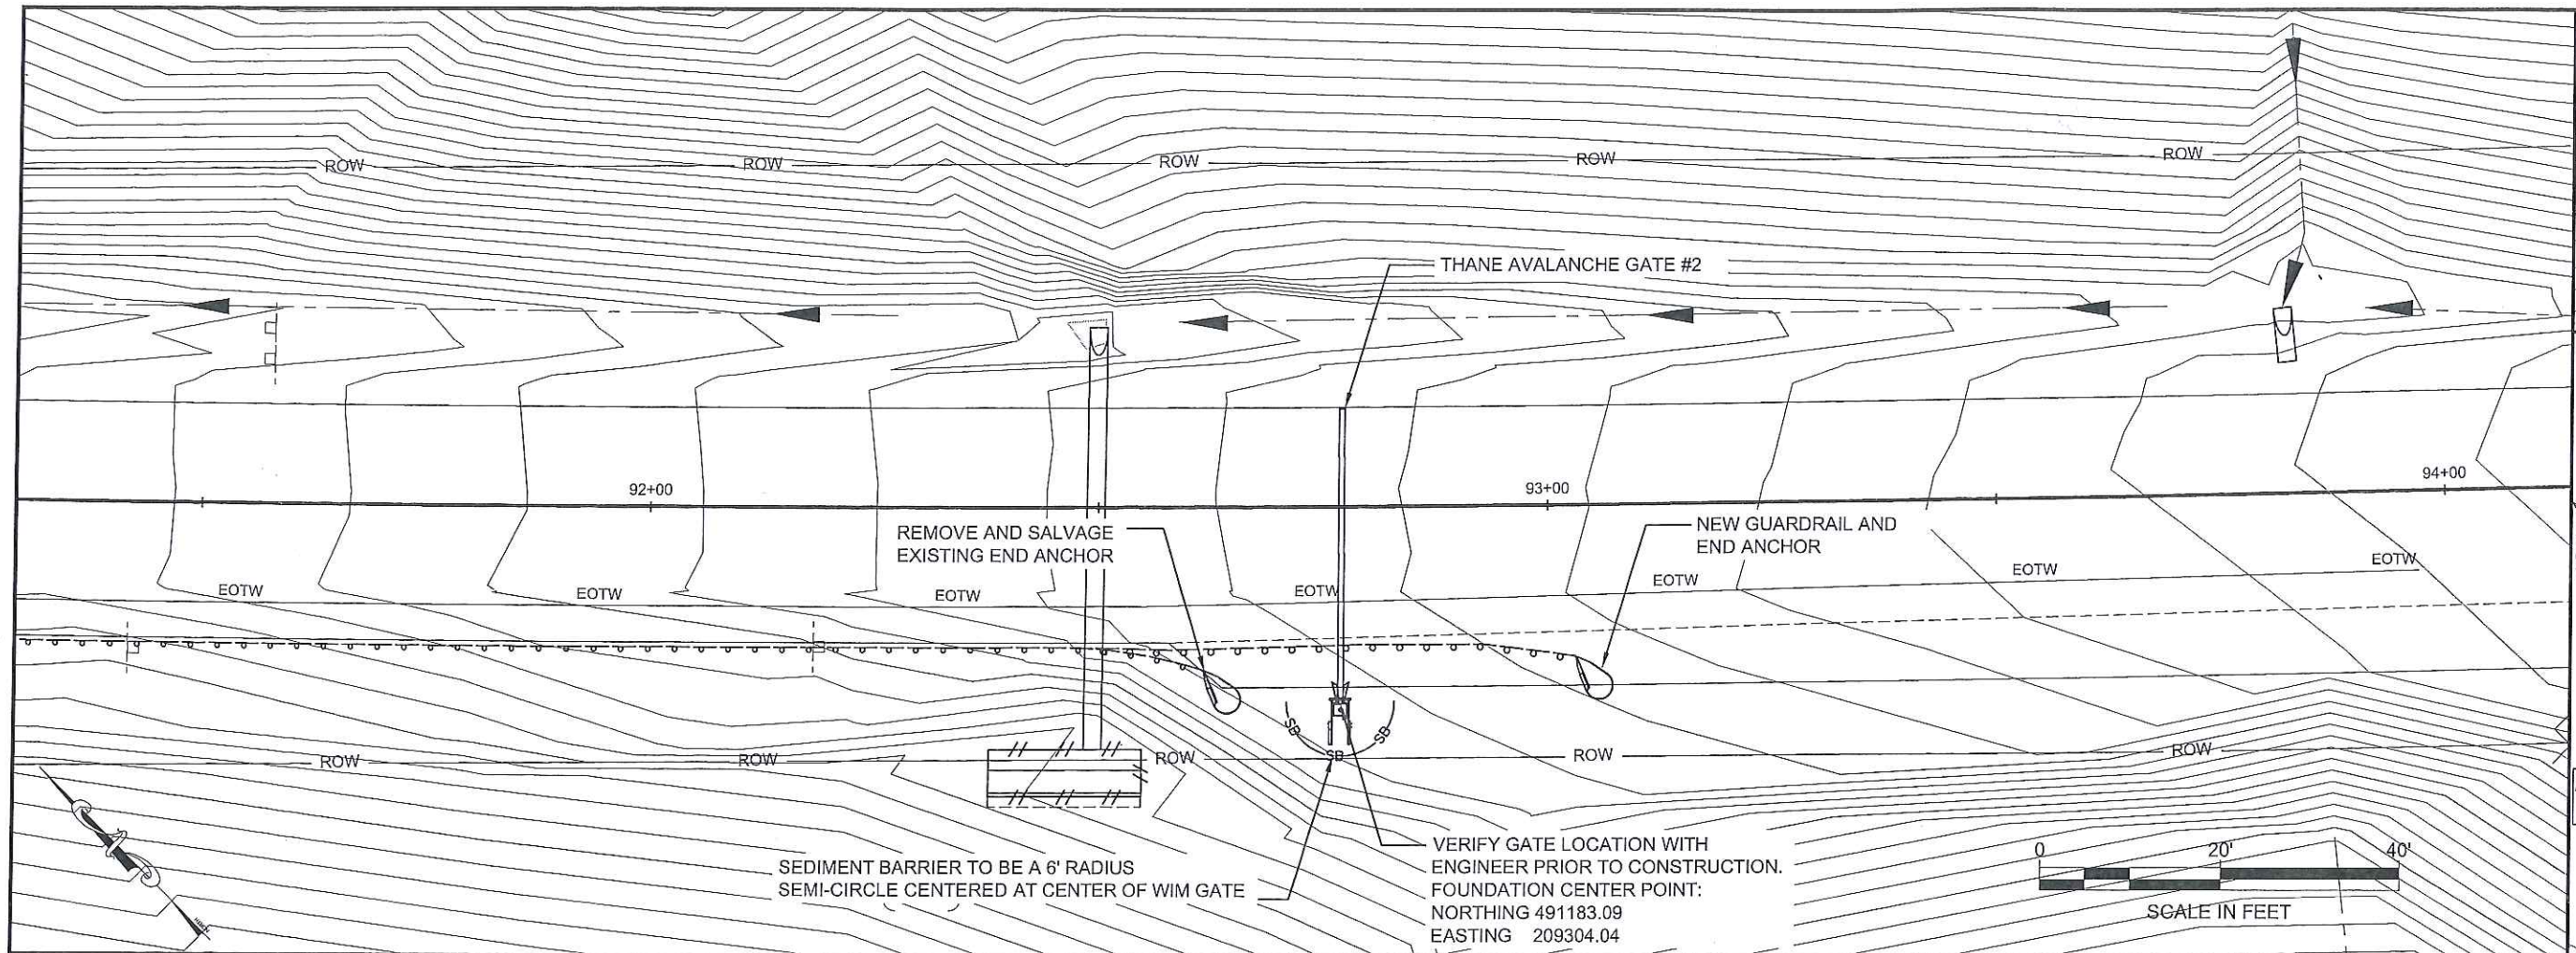 ROW ROW ROW ROW ROW
THANE AVALANCHE GATE #2
92+00 93+00 94+00
REMOVE AND SALVAGE
EXISTING END ANCHOR
NEW GUARDRAIL AND
END ANCHOR
EOTW EOTW EOTW EOTW EOTW EOTW EOTW
SB SB SB
ROW ROW ROW ROW ROW
SEDIMENT BARRIER TO BE A 6' RADIUS
SEMI-CIRCLE CENTERED AT CENTER OF WIM GATE
VERIFY GATE LOCATION WITH
ENGINEER PRIOR TO CONSTRUCTION.
FOUNDATION CENTER POINT:
NORTHING 491183.09
EASTING 209304.04
0 20' 40'
SCALE IN FEET